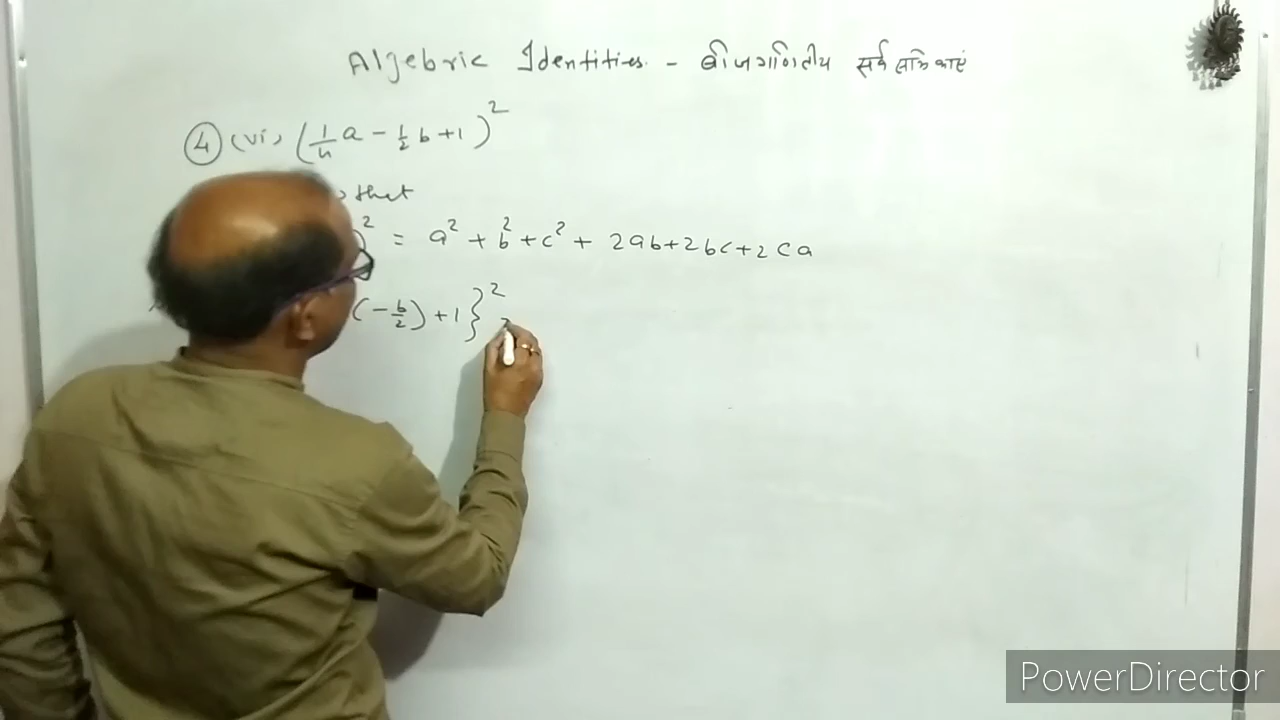 Algebric Identities - बीजगणितीय सर्वसमिकाएं
4 (vi) (1/4 a - 1/2 b + 1)²
that
² = a² + b² + c² + 2ab + 2bc + 2ca
(-b/2) + 1}²
PowerDirector